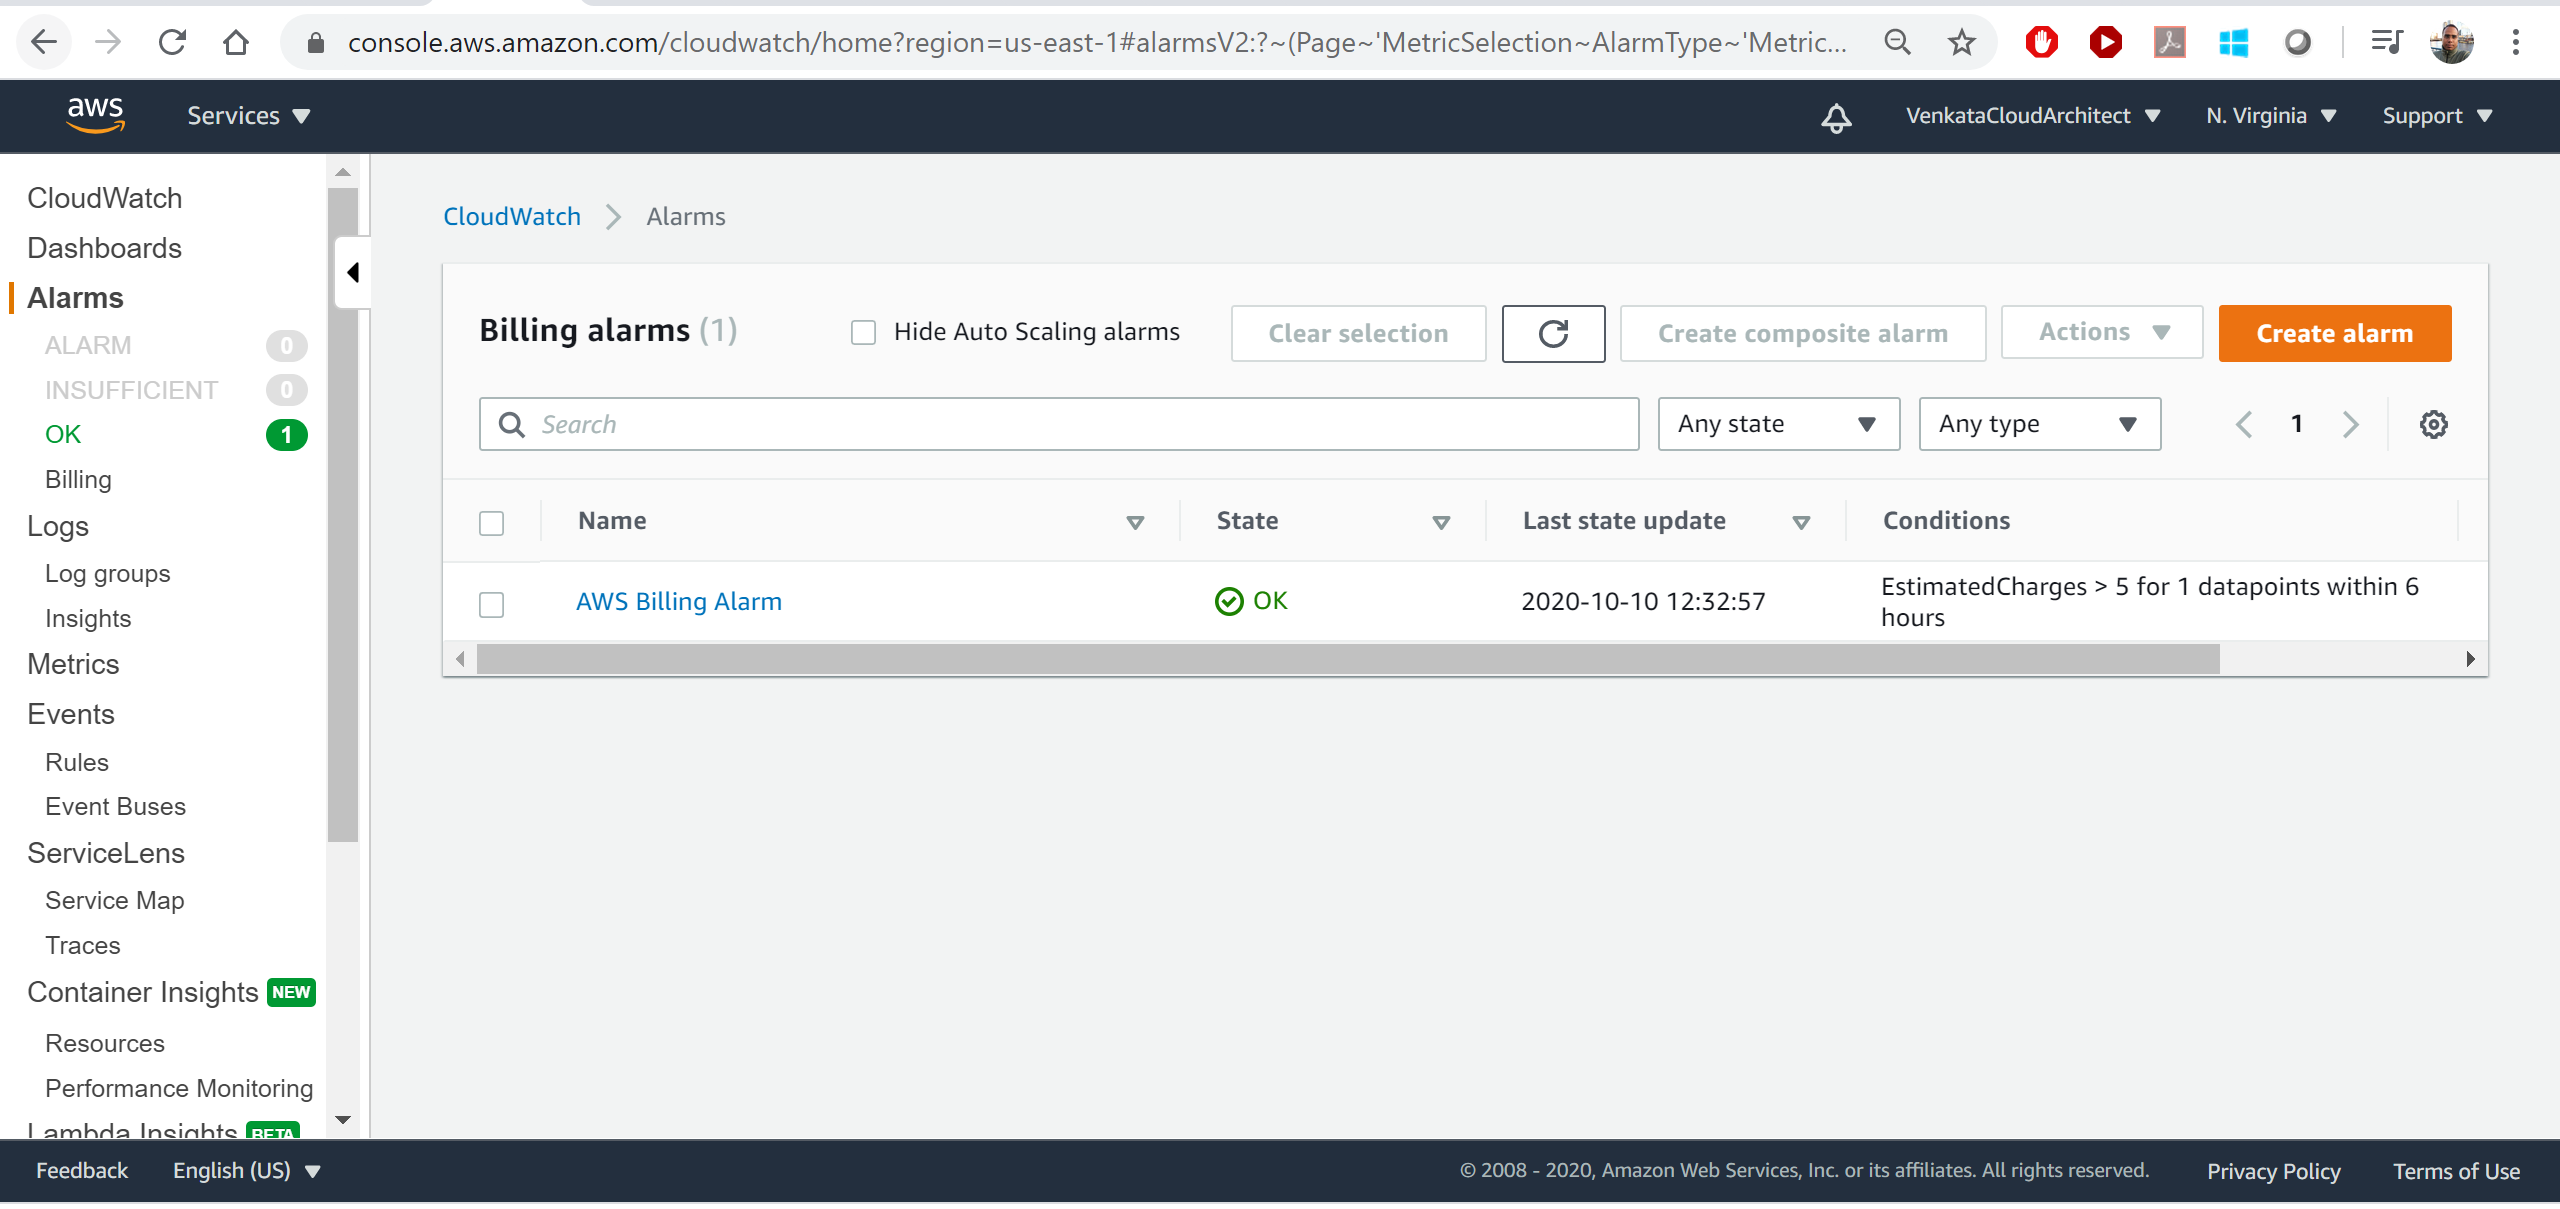 console.aws.amazon.com/cloudwatch/home?region=us-east-1#alarmsV2:?~(Page~'MetricSelection~AlarmType~'Metric...
aws
Services
VenkataCloudArchitect
N. Virginia
Support
CloudWatch
Dashboards
Alarms
ALARM 0
INSUFFICIENT 0
OK 1
Billing
Logs
Log groups
Insights
Metrics
Events
Rules
Event Buses
ServiceLens
Service Map
Traces
Container Insights NEW
Resources
Performance Monitoring
Lambda Insights BETA
CloudWatch > Alarms
Billing alarms (1)
Hide Auto Scaling alarms
Clear selection
Create composite alarm
Actions
Create alarm
Search
Any state
Any type
1
Name State Last state update Conditions
AWS Billing Alarm OK 2020-10-10 12:32:57 EstimatedCharges > 5 for 1 datapoints within 6
hours
Feedback English (US) © 2008 - 2020, Amazon Web Services, Inc. or its affiliates. All rights reserved. Privacy Policy Terms of Use